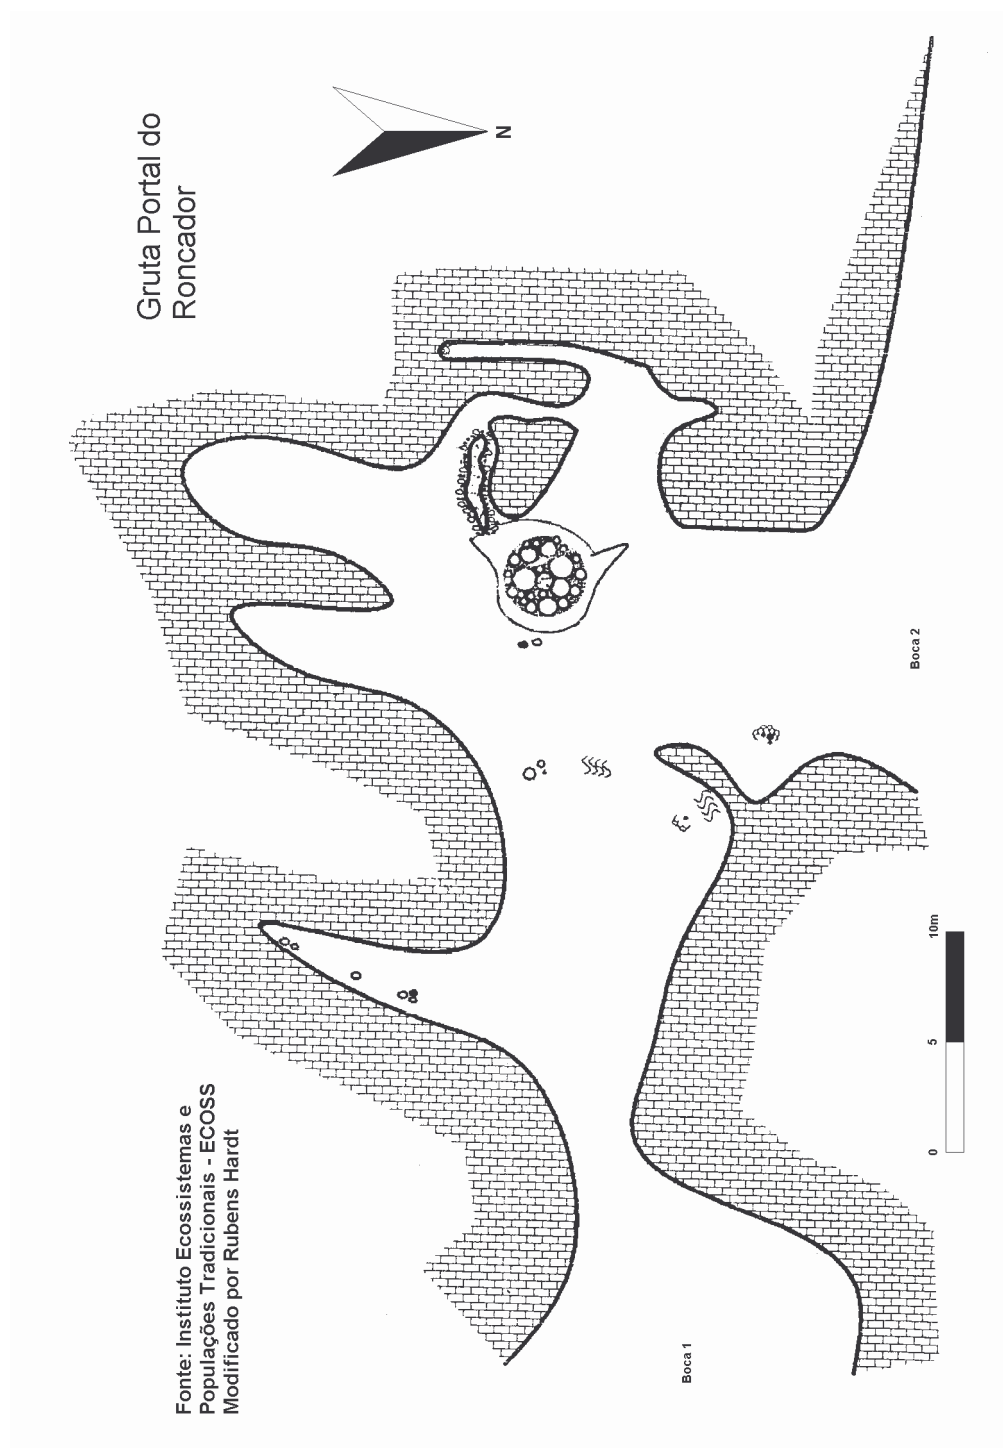 Gruta Portal do
Roncador
N
Boca 2
Boca 1
0
5
10m
Fonte: Instituto Ecossistemas e
Populações Tradicionais - ECOSS
Modificado por Rubens Hardt